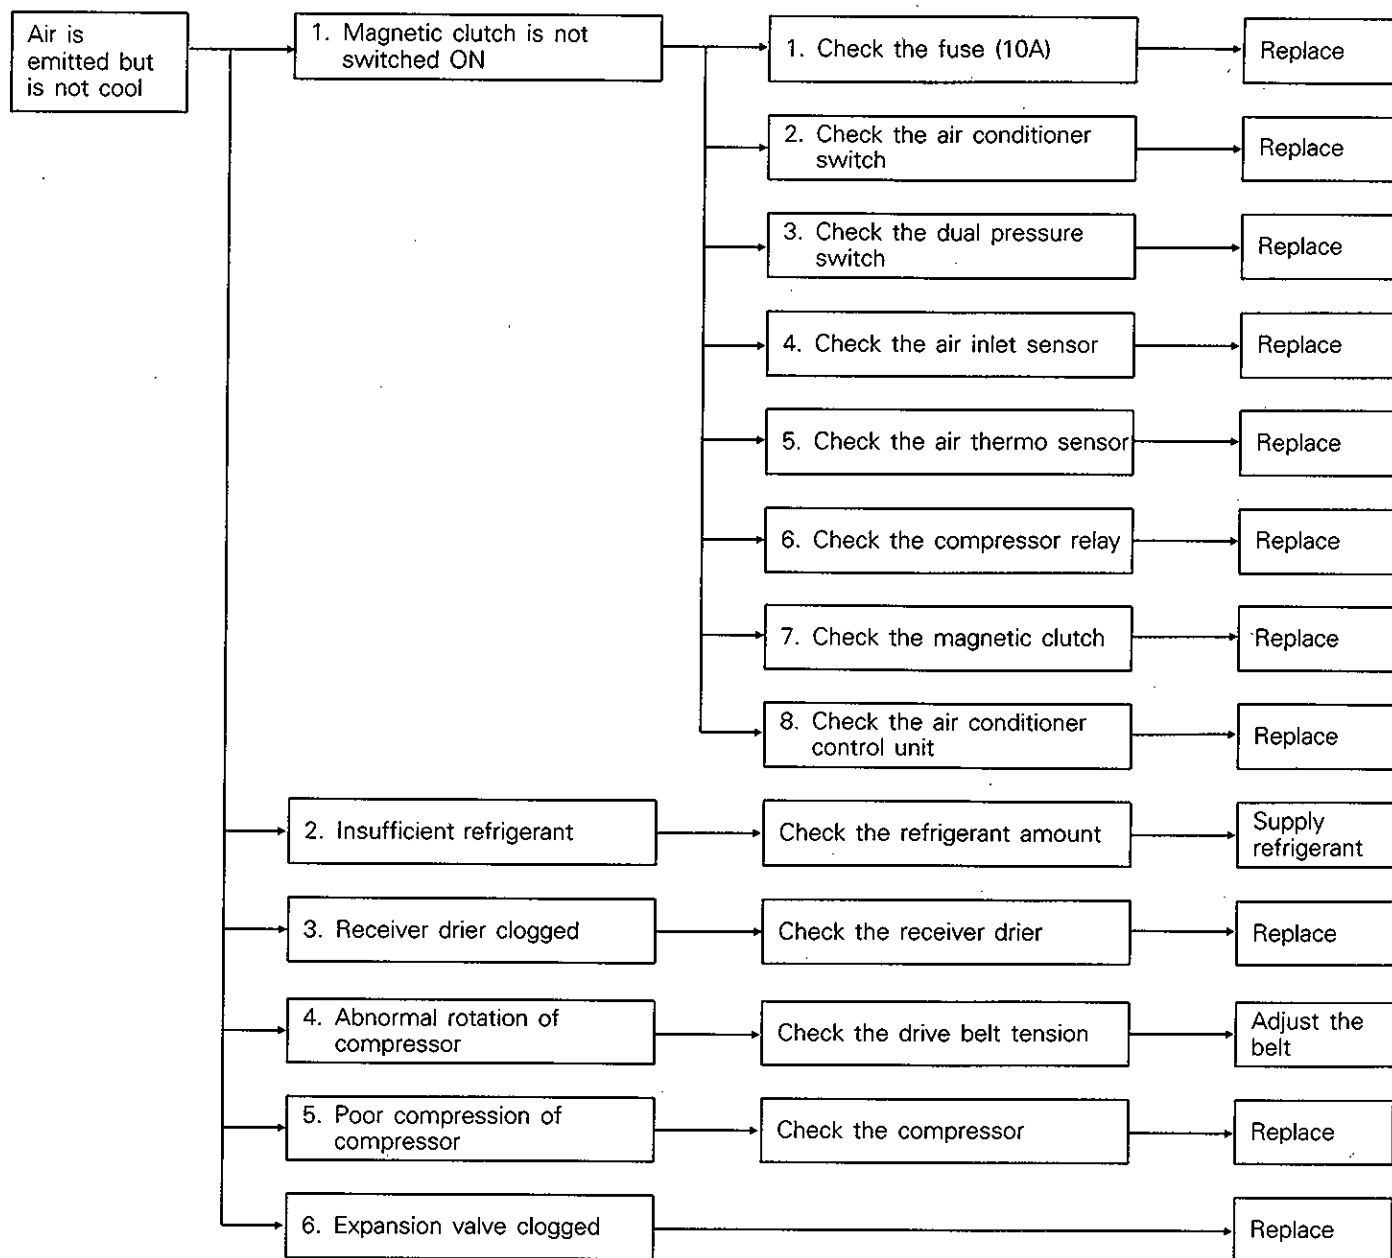 Air is
emitted but
is not cool
1. Magnetic clutch is not
switched ON
1. Check the fuse (10A)
Replace
2. Check the air conditioner
switch
Replace
3. Check the dual pressure
switch
Replace
4. Check the air inlet sensor
Replace
5. Check the air thermo sensor
Replace
6. Check the compressor relay
Replace
7. Check the magnetic clutch
Replace
8. Check the air conditioner
control unit
Replace
2. Insufficient refrigerant
Check the refrigerant amount
Supply
refrigerant
3. Receiver drier clogged
Check the receiver drier
Replace
4. Abnormal rotation of
compressor
Check the drive belt tension
Adjust the
belt
5. Poor compression of
compressor
Check the compressor
Replace
6. Expansion valve clogged
Replace